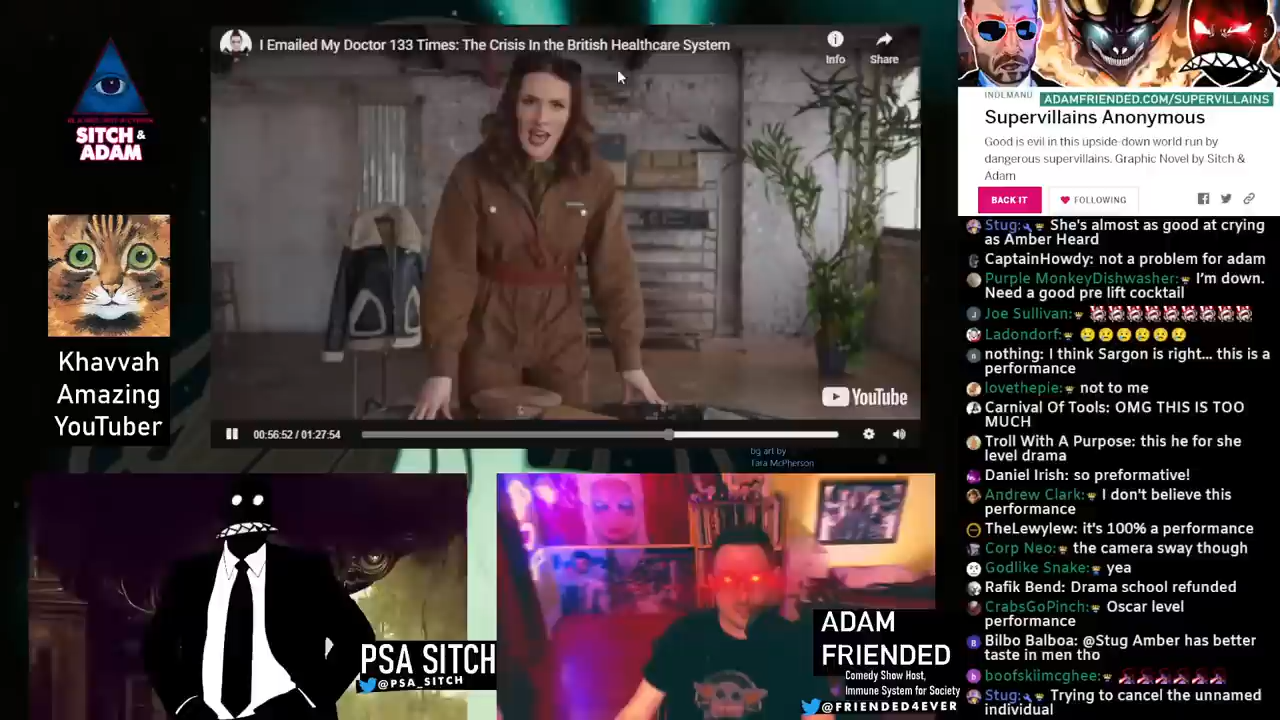 I Emailed My Doctor 133 Times: The Crisis In the British Healthcare System
Info
Share
SITCH &
ADAM
Khavvah
Amazing
YouTuber
YouTube
00:56:52 / 01:27:54
bg art by
Tara McPherson
PSA SITCH
@PSA_SITCH
ADAM
FRIENDED
Comedy Show Host,
Immune System for Society
@FRIENDED4EVER
ADAMFRIENDED.COM/SUPERVILLAINS
Supervillains Anonymous
Good is evil in this upside-down world run by
dangerous supervillains. Graphic Novel by Sitch &
Adam
BACK IT
FOLLOWING
Stug: She's almost as good at crying
as Amber Heard
CaptainHowdy: not a problem for adam
Purple MonkeyDishwasher: I'm down.
Need a good pre lift cocktail
Joe Sullivan:
Ladondorf: 😢😢😢😢😢😢
nothing: I think Sargon is right... this is a
performance
lovethepie: not to me
Carnival Of Tools: OMG THIS IS TOO
MUCH
Troll With A Purpose: this he for she
level drama
Daniel Irish: so preformative!
Andrew Clark: I don't believe this
performance
TheLewylew: it's 100% a performance
Corp Neo: the camera sway though
Godlike Snake: yea
Rafik Bend: Drama school refunded
CrabsGoPinch: Oscar level
performance
Bilbo Balboa: @Stug Amber has better
taste in men tho
boofskiimcghee:
Stug: Trying to cancel the unnamed
individual